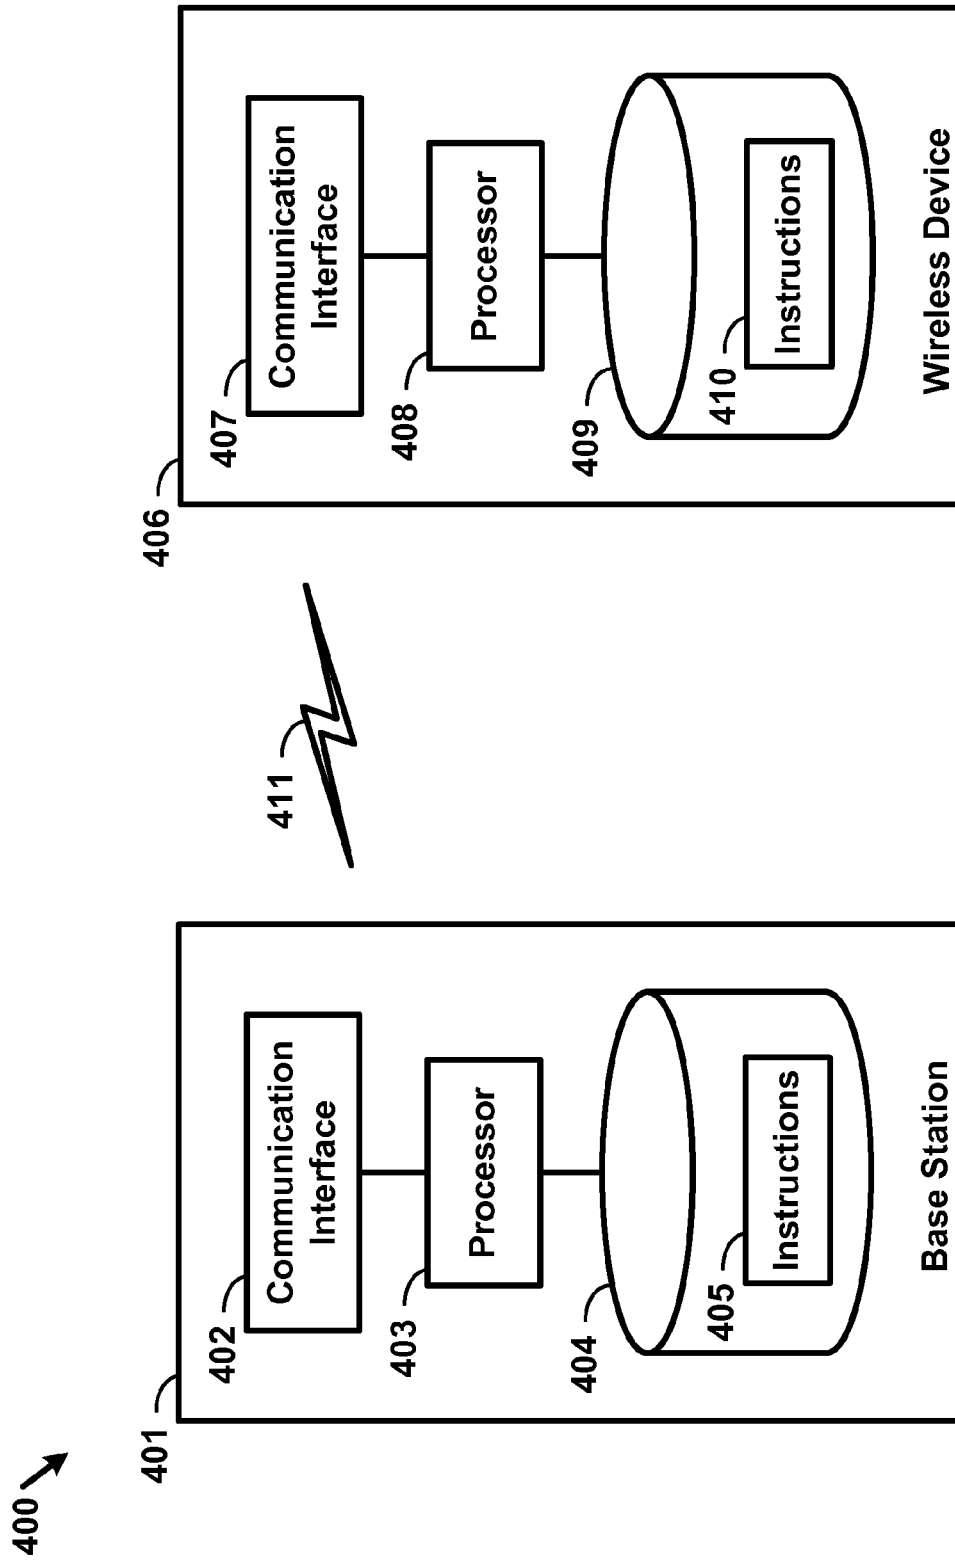 400
401
402
Communication
Interface
403
Processor
404
405
Instructions
Base Station
411
406
407
Communication
Interface
408
Processor
409
410
Instructions
Wireless Device